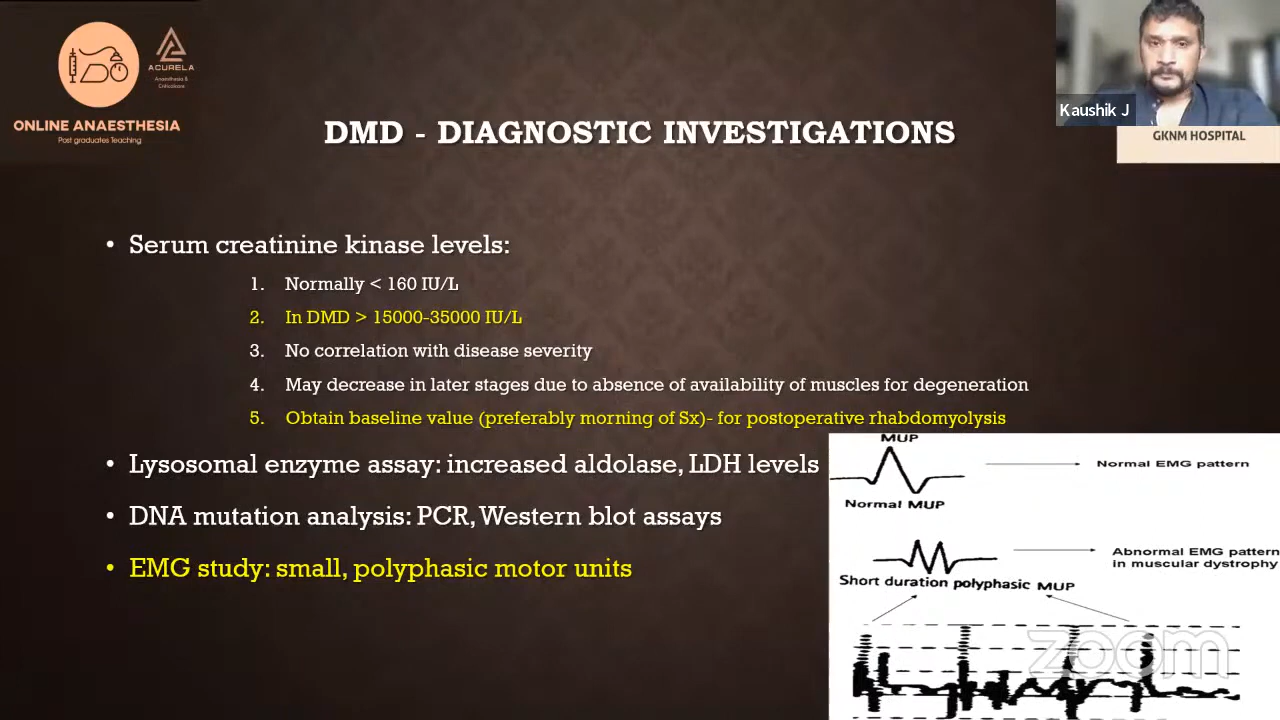 ACURELA
Anaesthesia &
Criticalcare
ONLINE ANAESTHESIA
Post graduates Teaching
Kaushik J
GKNM HOSPITAL
DMD - DIAGNOSTIC INVESTIGATIONS
• Serum creatinine kinase levels:
1. Normally < 160 IU/L
2. In DMD > 15000-35000 IU/L
3. No correlation with disease severity
4. May decrease in later stages due to absence of availability of muscles for degeneration
5. Obtain baseline value (preferably morning of Sx)- for postoperative rhabdomyolysis
• Lysosomal enzyme assay: increased aldolase, LDH levels
• DNA mutation analysis: PCR, Western blot assays
• EMG study: small, polyphasic motor units
MUP
Normal EMG pattern
Normal MUP
Abnormal EMG pattern
in muscular dystrophy
Short duration polyphasic MUP
zoom